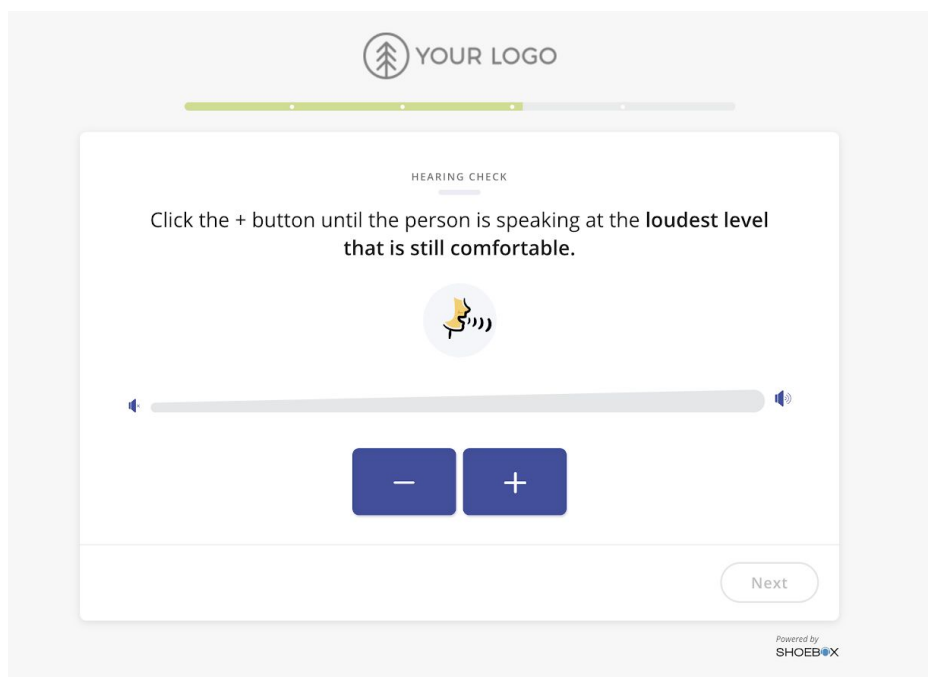 YOUR LOGO
HEARING CHECK
Click the + button until the person is speaking at the loudest level
that is still comfortable.
− +
Next
Powered by
SHOEBOX